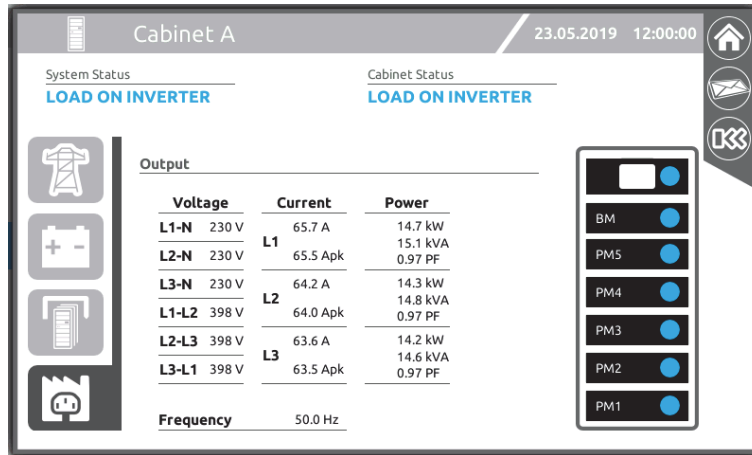 Cabinet A
23.05.2019 12:00:00
System Status
LOAD ON INVERTER
Cabinet Status
LOAD ON INVERTER
Output
Voltage Current Power
L1-N 230 V
L2-N 230 V
L3-N 230 V
L1-L2 398 V
L2-L3 398 V
L3-L1 398 V
L1
65.7 A
65.5 Apk
L2
64.2 A
64.0 Apk
L3
63.6 A
63.5 Apk
14.7 kW
15.1 kVA
0.97 PF
14.3 kW
14.8 kVA
0.97 PF
14.2 kW
14.6 kVA
0.97 PF
Frequency 50.0 Hz
BM
PM5
PM4
PM3
PM2
PM1